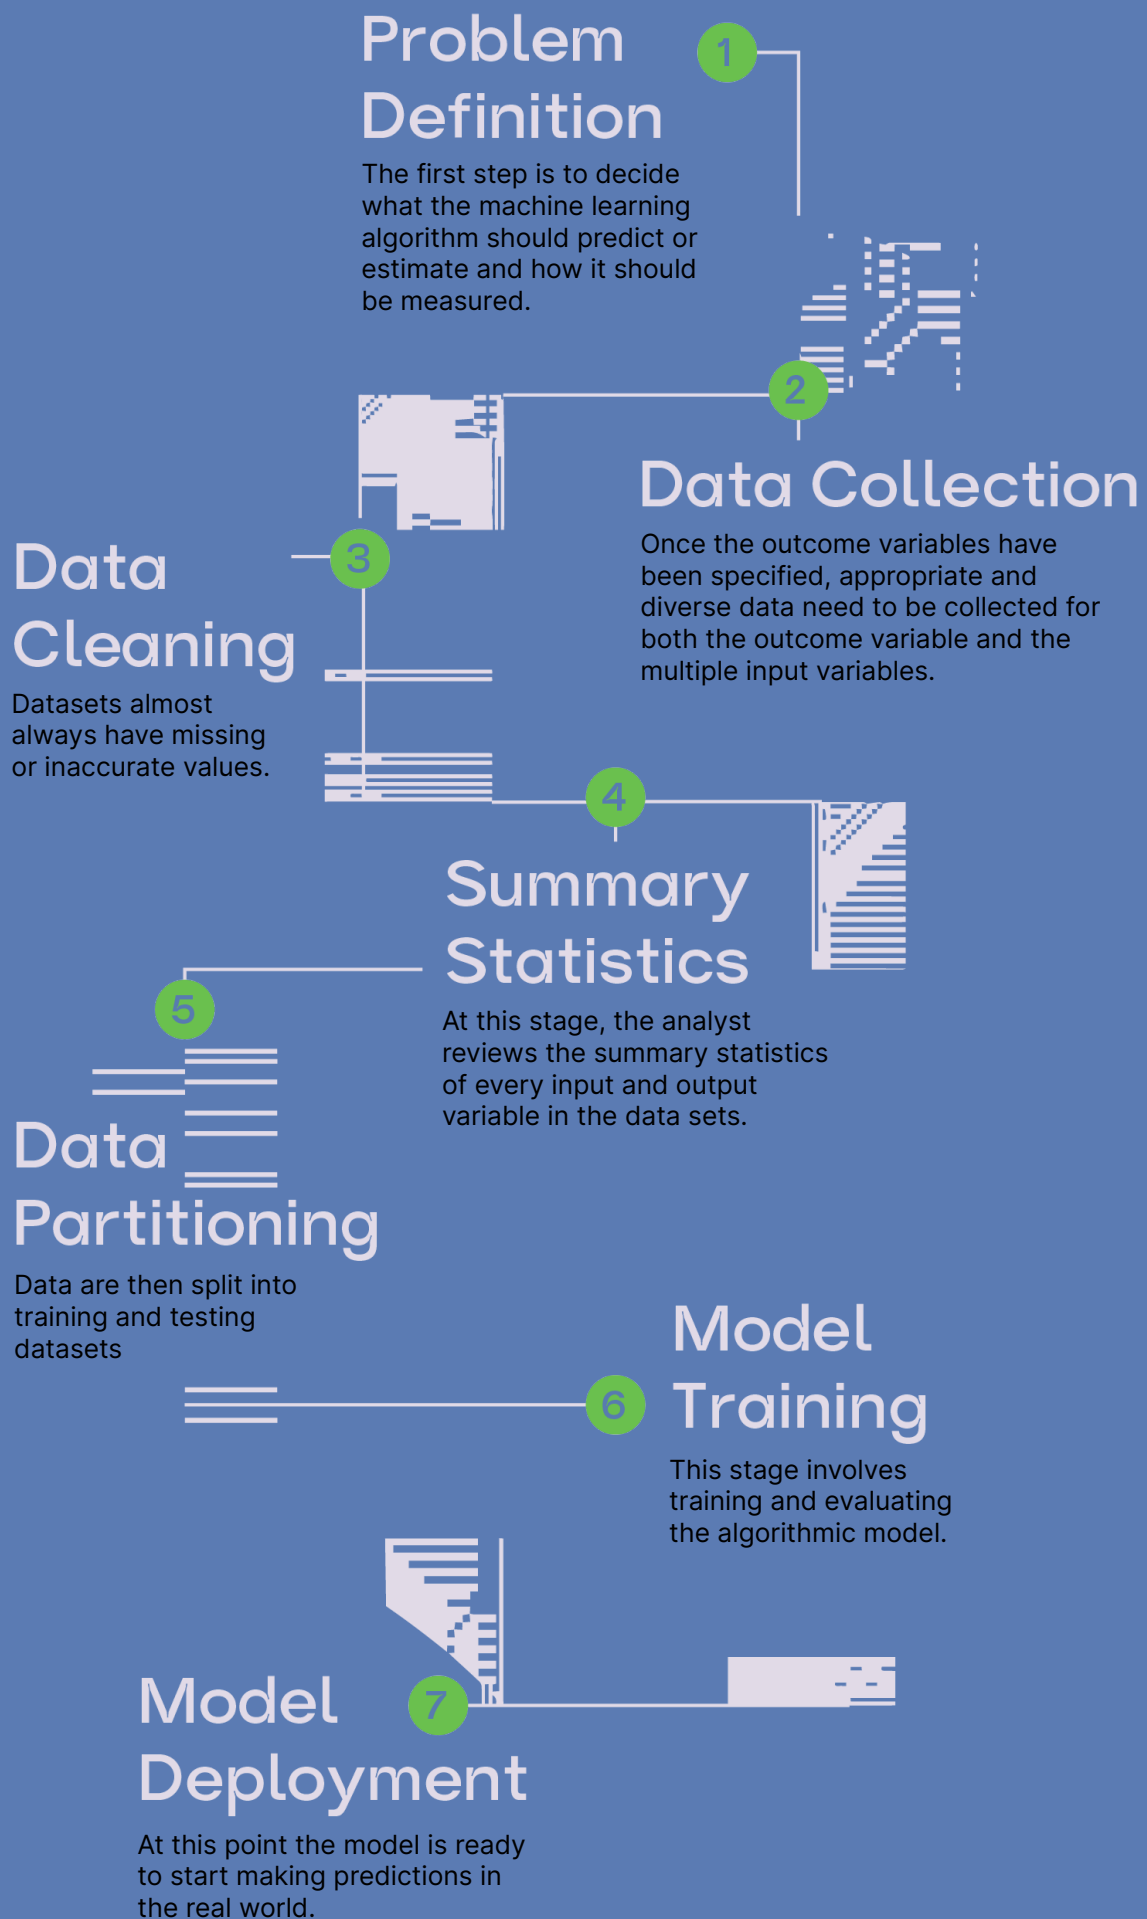 Problem
Definition
1
The first step is to decide
what the machine learning
algorithm should predict or
estimate and how it should
be measured.
2
Data Collection
Once the outcome variables have
been specified, appropriate and
diverse data need to be collected for
both the outcome variable and the
multiple input variables.
3
Data
Cleaning
Datasets almost
always have missing
or inaccurate values.
4
Summary
Statistics
At this stage, the analyst
reviews the summary statistics
of every input and output
variable in the data sets.
5
Data
Partitioning
Data are then split into
training and testing
datasets
6
Model
Training
This stage involves
training and evaluating
the algorithmic model.
7
Model
Deployment
At this point the model is ready
to start making predictions in
the real world.